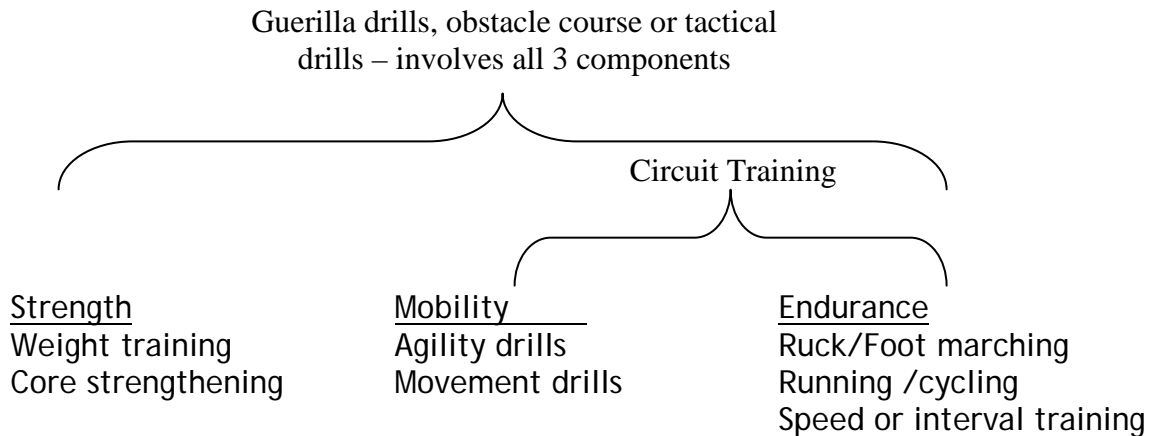 Guerilla drills, obstacle course or tactical
drills – involves all 3 components
Circuit Training
Strength
Weight training
Core strengthening
Mobility
Agility drills
Movement drills
Endurance
Ruck/Foot marching
Running /cycling
Speed or interval training